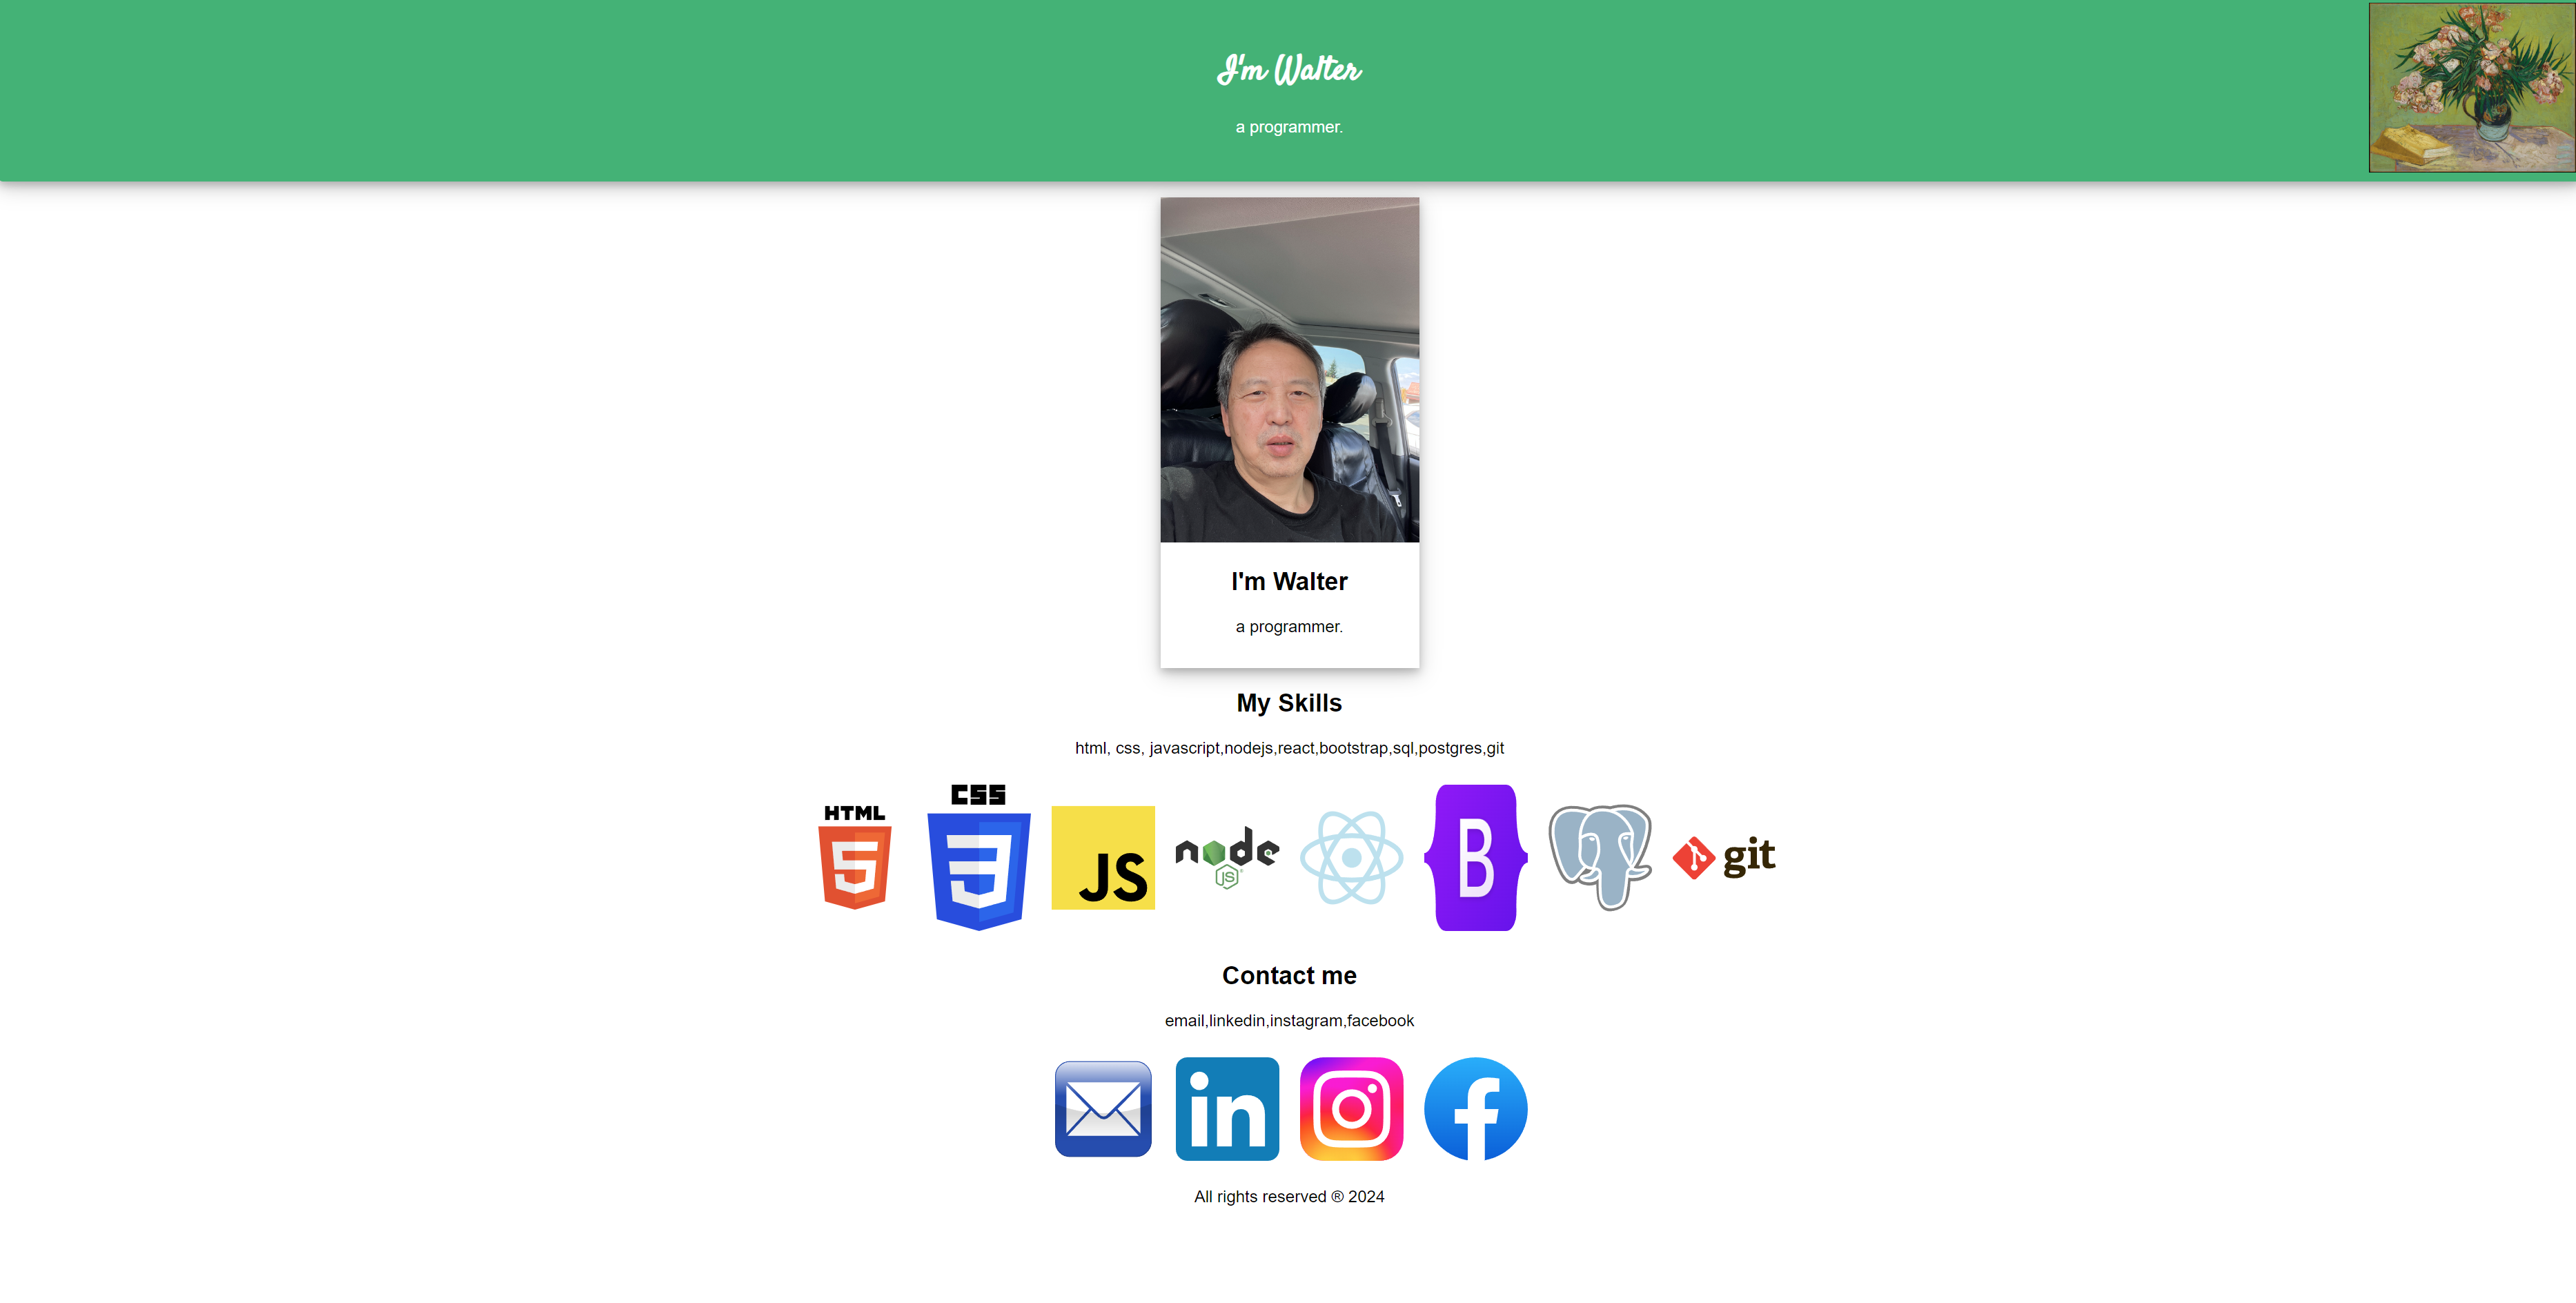 I'm Walter
a programmer.
I'm Walter
a programmer.
My Skills
html, css, javascript,nodejs,react,bootstrap,sql,postgres,git
HTML
5
CSS
3
JS
node
JS
B
git
Contact me
email,linkedin,instagram,facebook
in
f
All rights reserved ® 2024